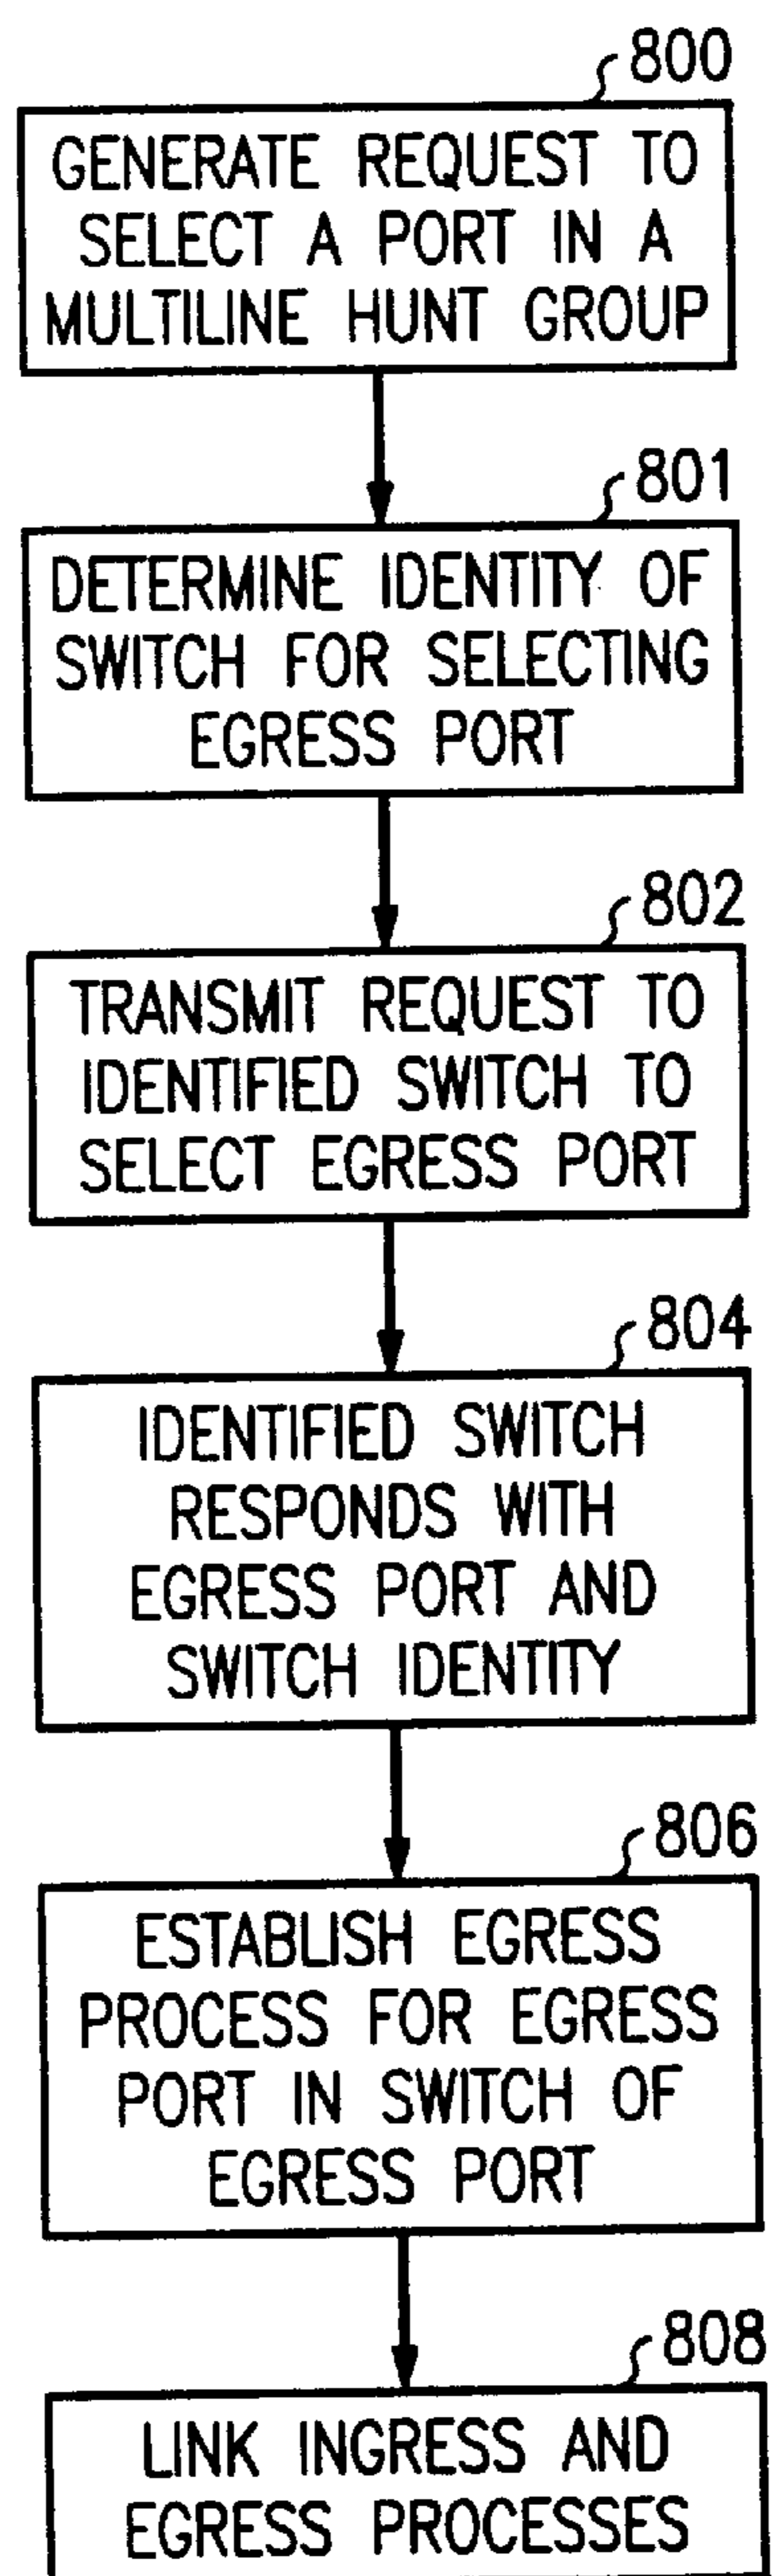 800
GENERATE REQUEST TO
SELECT A PORT IN A
MULTILINE HUNT GROUP
801
DETERMINE IDENTITY OF
SWITCH FOR SELECTING
EGRESS PORT
802
TRANSMIT REQUEST TO
IDENTIFIED SWITCH TO
SELECT EGRESS PORT
804
IDENTIFIED SWITCH
RESPONDS WITH
EGRESS PORT AND
SWITCH IDENTITY
806
ESTABLISH EGRESS
PROCESS FOR EGRESS
PORT IN SWITCH OF
EGRESS PORT
808
LINK INGRESS AND
EGRESS PROCESSES